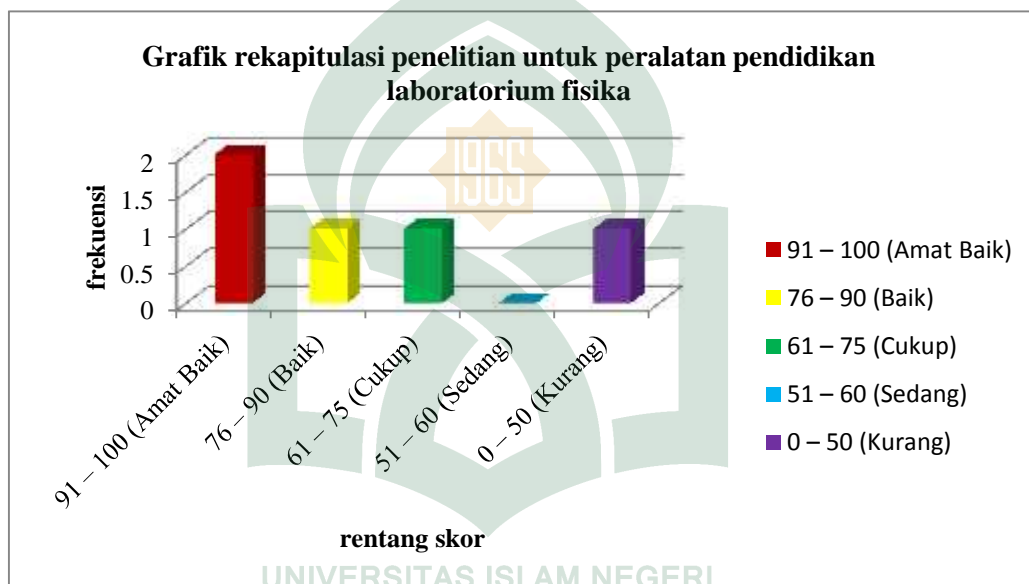 Grafik rekapitulasi penelitian untuk peralatan pendidikan
laboratorium fisika
1965
2
1.5
1
0.5
0
frekuensi
91 – 100 (Amat Baik)
76 – 90 (Baik)
61 – 75 (Cukup)
51 – 60 (Sedang)
0 – 50 (Kurang)
rentang skor
91 – 100 (Amat Baik)
76 – 90 (Baik)
61 – 75 (Cukup)
51 – 60 (Sedang)
0 – 50 (Kurang)
UNIVERSITAS ISLAM NEGERI